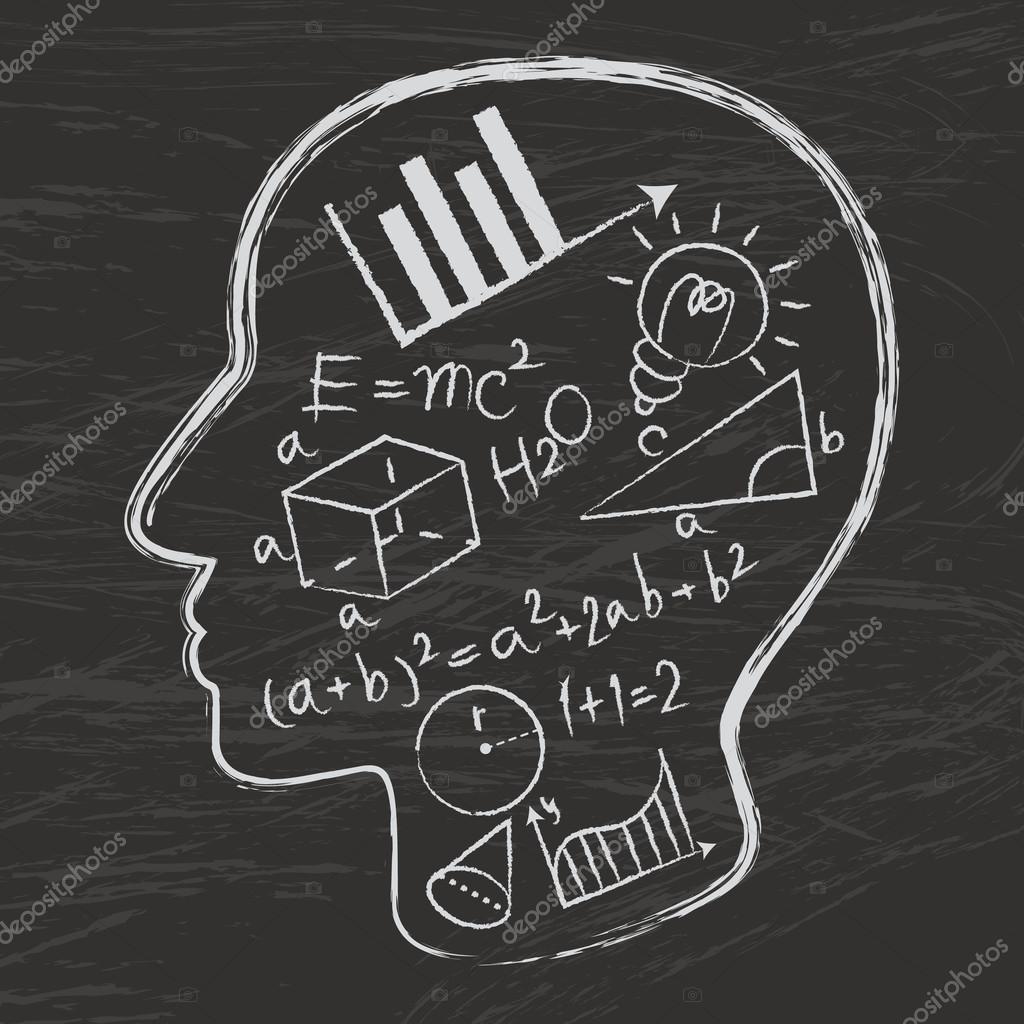 E=mc²
H2O
a
a
a
c
b
a
(a+b)²=a²+2ab+b²
r
1+1=2
y
depositphotos